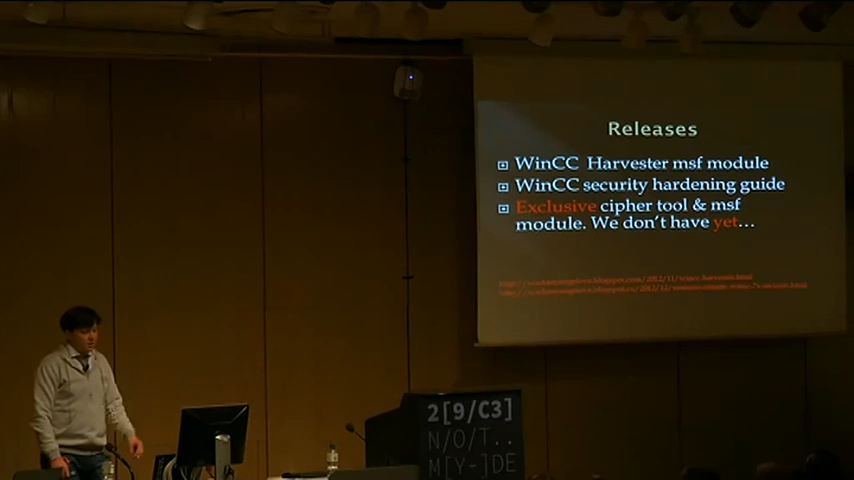 Releases
WinCC Harvester msf module
WinCC security hardening guide
Exclusive cipher tool & msf
module. We don't have yet...
2[9/C3]
N/O/T..
M[Y-]DE